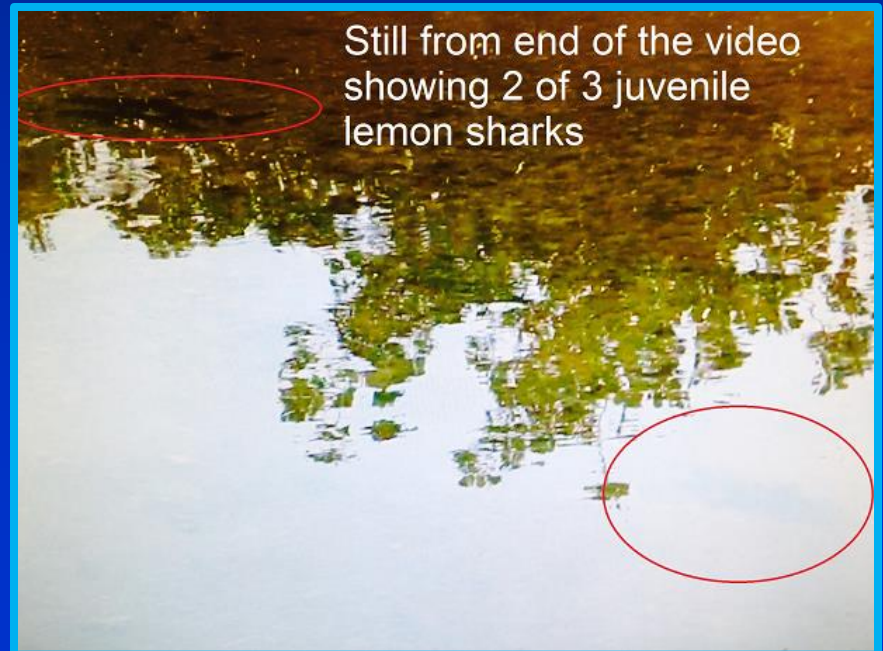 Still from end of the video
showing 2 of 3 juvenile
lemon sharks